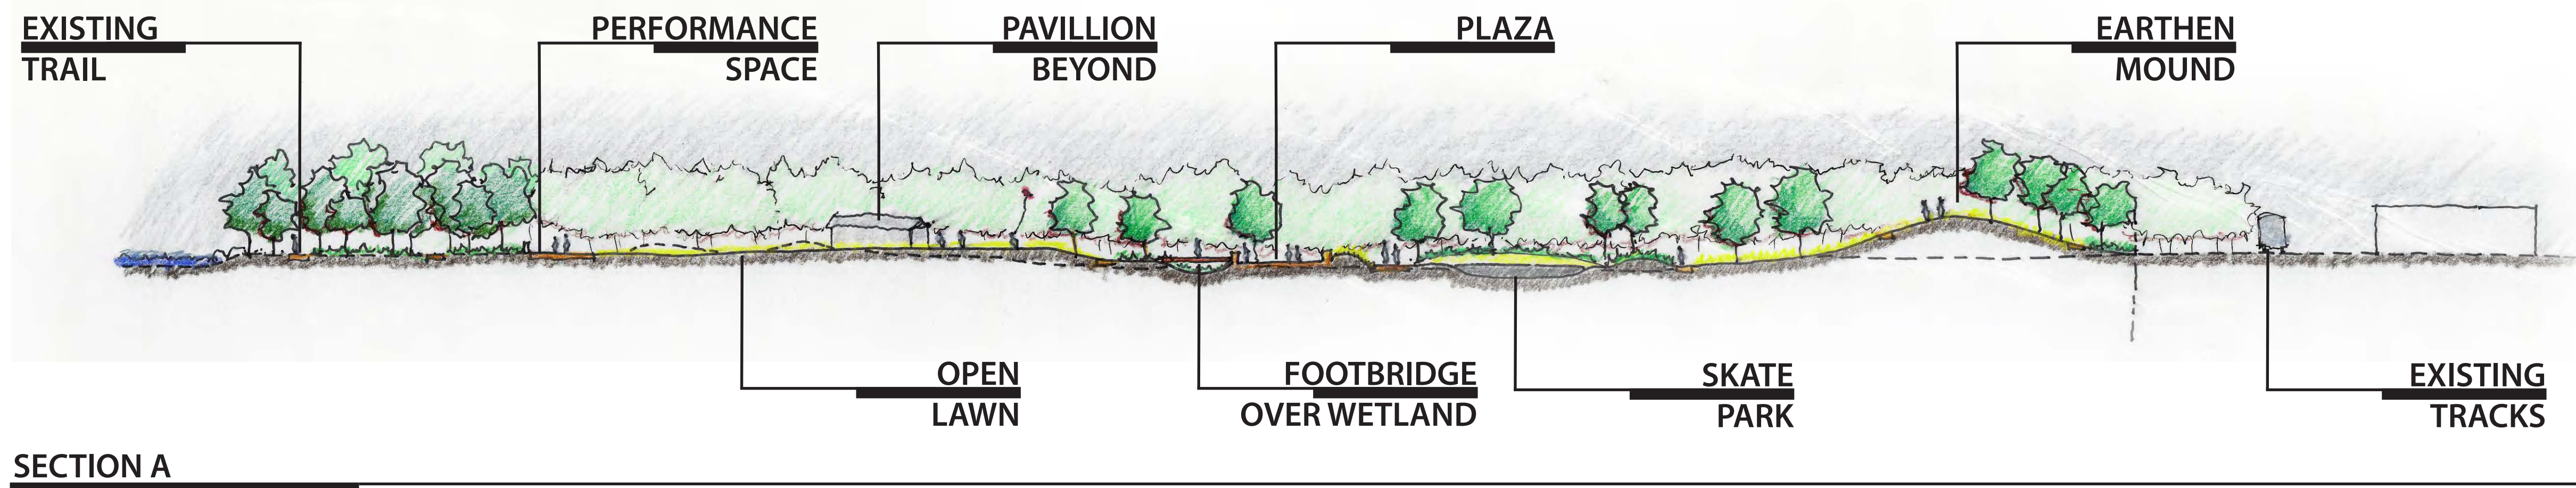 EXISTING
TRAIL
PERFORMANCE
SPACE
PAVILLION
BEYOND
PLAZA
EARTHEN
MOUND
OPEN
LAWN
FOOTBRIDGE
OVER WETLAND
SKATE
PARK
EXISTING
TRACKS
SECTION A